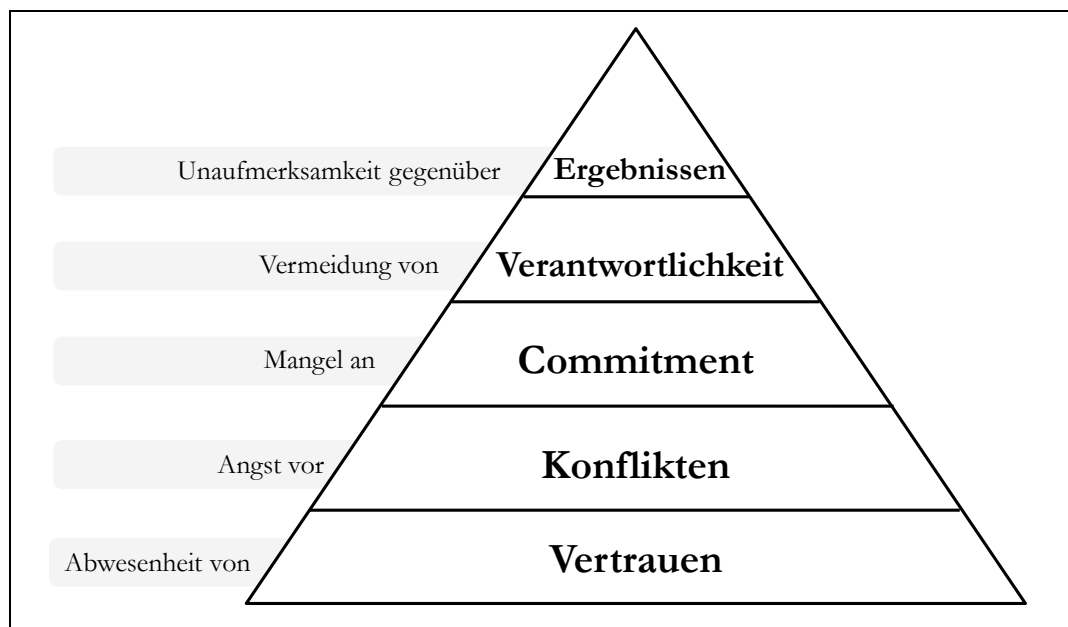 Unaufmerksamkeit gegenüber Ergebnissen
Vermeidung von Verantwortlichkeit
Mangel an Commitment
Angst vor Konflikten
Abwesenheit von Vertrauen